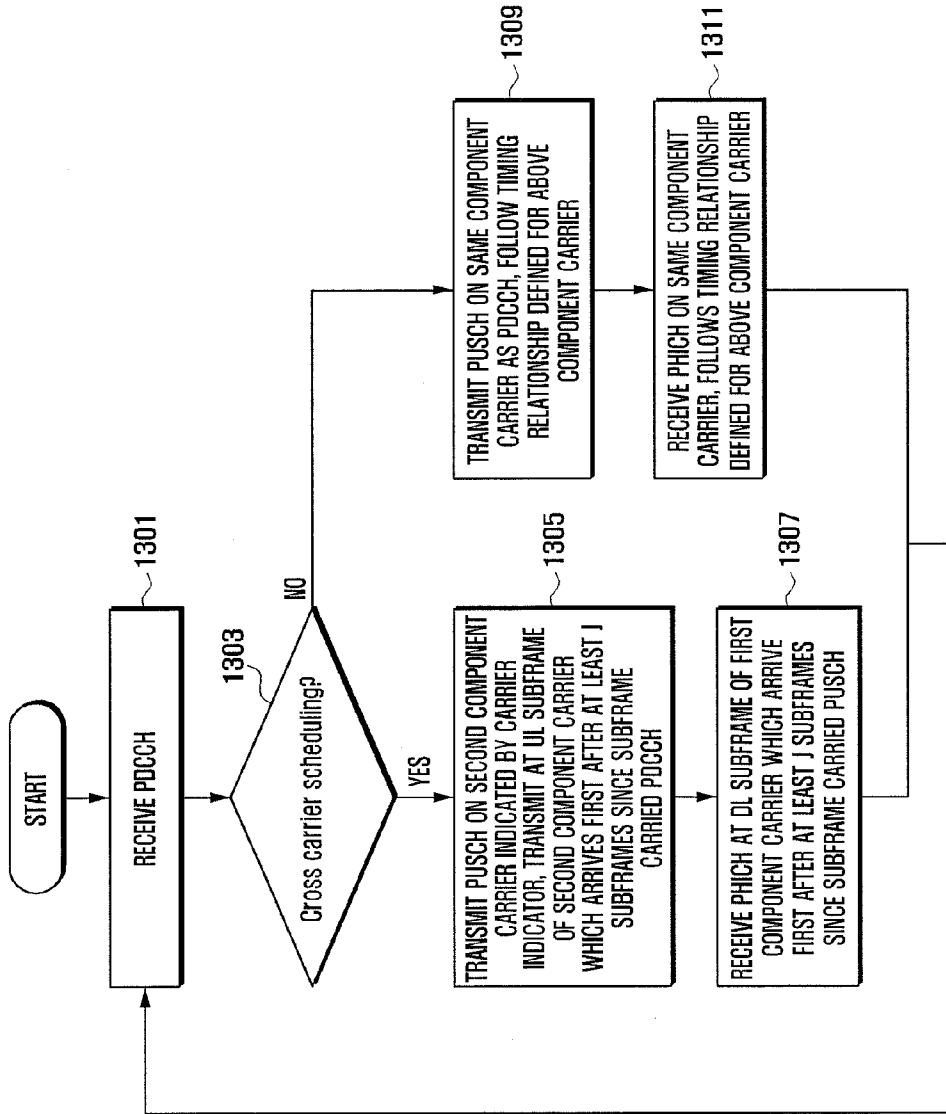 START
1301
RECEIVE PDCCH
1303
Cross carrier scheduling?
NO
YES
1305
TRANSMIT PUSCH ON SECOND COMPONENT
CARRIER INDICATED BY CARRIER
INDICATOR, TRANSMIT AT UL SUBFRAME
OF SECOND COMPONENT CARRIER
WHICH ARRIVES FIRST AFTER AT LEAST J
SUBFRAMES SINCE SUBFRAME
CARRIED PDCCH
1307
RECEIVE PHICH AT DL SUBFRAME OF FIRST
COMPONENT CARRIER WHICH ARRIVE
FIRST AFTER AT LEAST J SUBFRAMES
SINCE SUBFRAME CARRIED PUSCH
1309
TRANSMIT PUSCH ON SAME COMPONENT
CARRIER AS PDCCH, FOLLOW TIMING
RELATIONSHIP DEFINED FOR ABOVE
COMPONENT CARRIER
1311
RECEIVE PHICH ON SAME COMPONENT
CARRIER, FOLLOWS TIMING RELATIONSHIP
DEFINED FOR ABOVE COMPONENT CARRIER